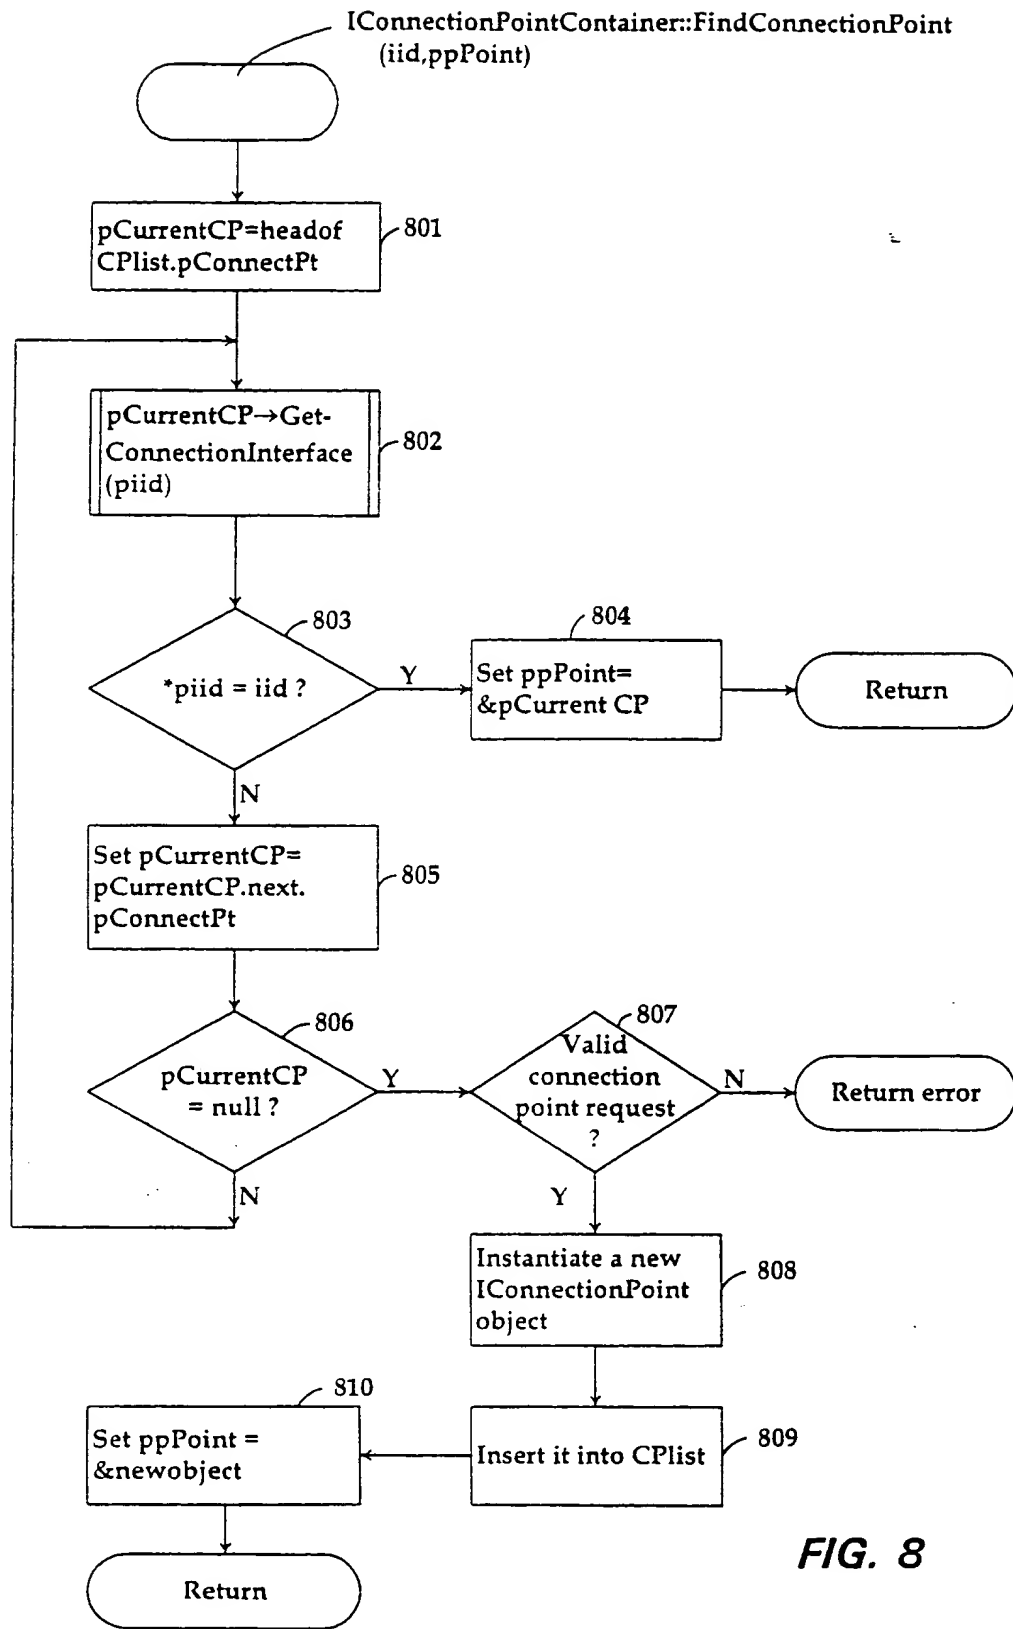 IConnectionPointContainer::FindConnectionPoint
(iid,ppPoint)
pCurrentCP=headof
CPlist.pConnectPt
801
pCurrentCP→Get-
ConnectionInterface
(piid)
802
803
*piid = iid ?
Y
N
804
Set ppPoint=
&pCurrent CP
Return
Set pCurrentCP=
pCurrentCP.next.
pConnectPt
805
806
pCurrentCP
= null ?
Y
N
807
Valid
connection
point request
?
N
Y
Return error
Instantiate a new
IConnectionPoint
object
808
Insert it into CPlist
809
810
Set ppPoint =
&newobject
Return
FIG. 8